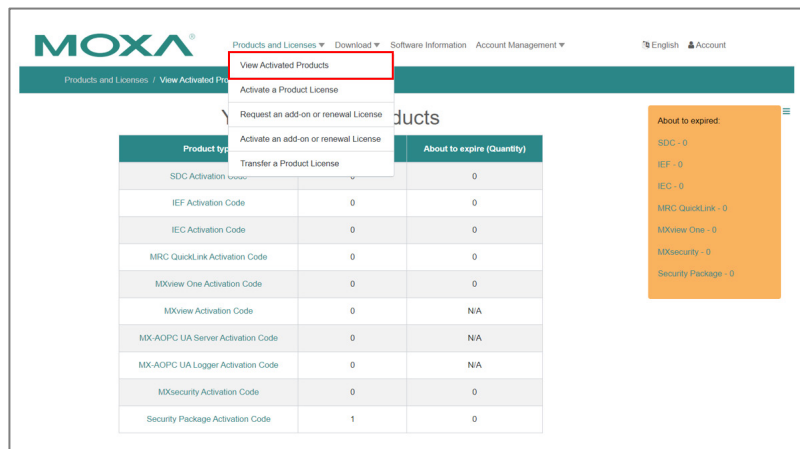 MOXA®
Products and Licenses ▼ Download ▼ Software Information Account Management ▼ English Account
View Activated Products
Products and Licenses / View Activated Pro
Activate a Product License
Request an add-on or renewal License
Activate an add-on or renewal License
Transfer a Product License
Y ducts
About to expired:
SDC - 0
IEF - 0
IEC - 0
MRC QuickLink - 0
MXview One - 0
MXsecurity - 0
Security Package - 0
Product typ About to expire (Quantity)
SDC Activation Code 0 0
IEF Activation Code 0 0
IEC Activation Code 0 0
MRC QuickLink Activation Code 0 0
MXview One Activation Code 0 0
MXview Activation Code 0 N/A
MX-AOPC UA Server Activation Code 0 N/A
MX-AOPC UA Logger Activation Code 0 N/A
MXsecurity Activation Code 0 0
Security Package Activation Code 1 0